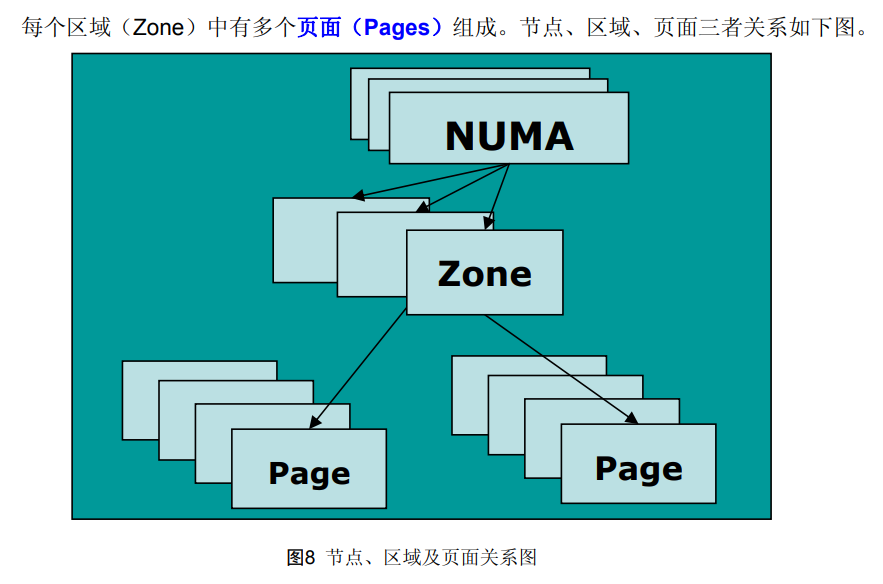 每个区域（Zone）中有多个页面（Pages）组成。节点、区域、页面三者关系如下图。
NUMA
Zone
Page
Page
图8 节点、区域及页面关系图